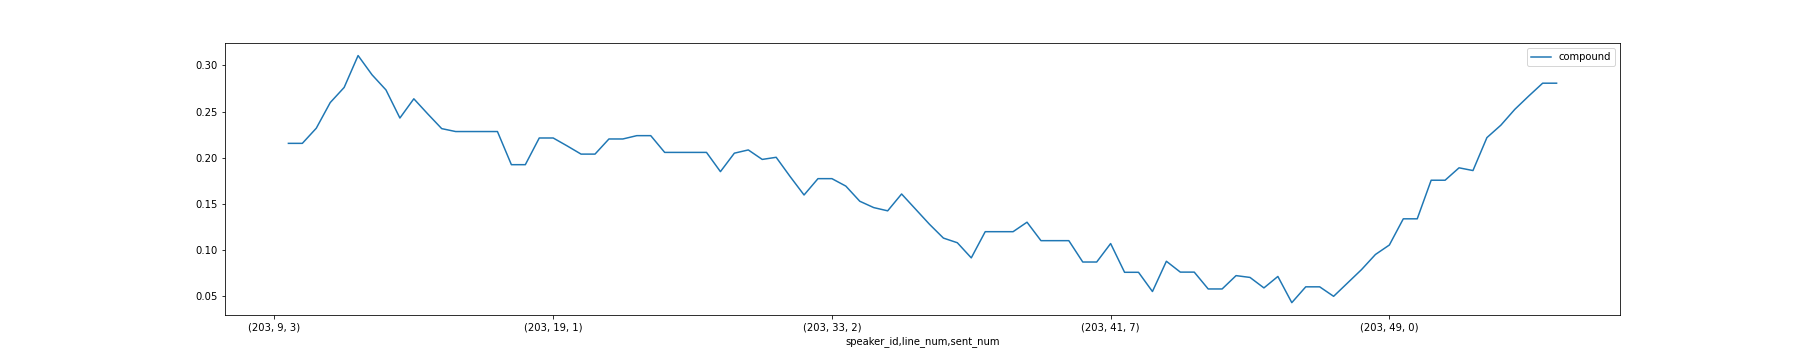 compound
0.30
0.25
0.20
0.15
0.10
0.05
(203, 9, 3) (203, 19, 1) (203, 33, 2) (203, 41, 7) (203, 49, 0)
speaker_id,line_num,sent_num